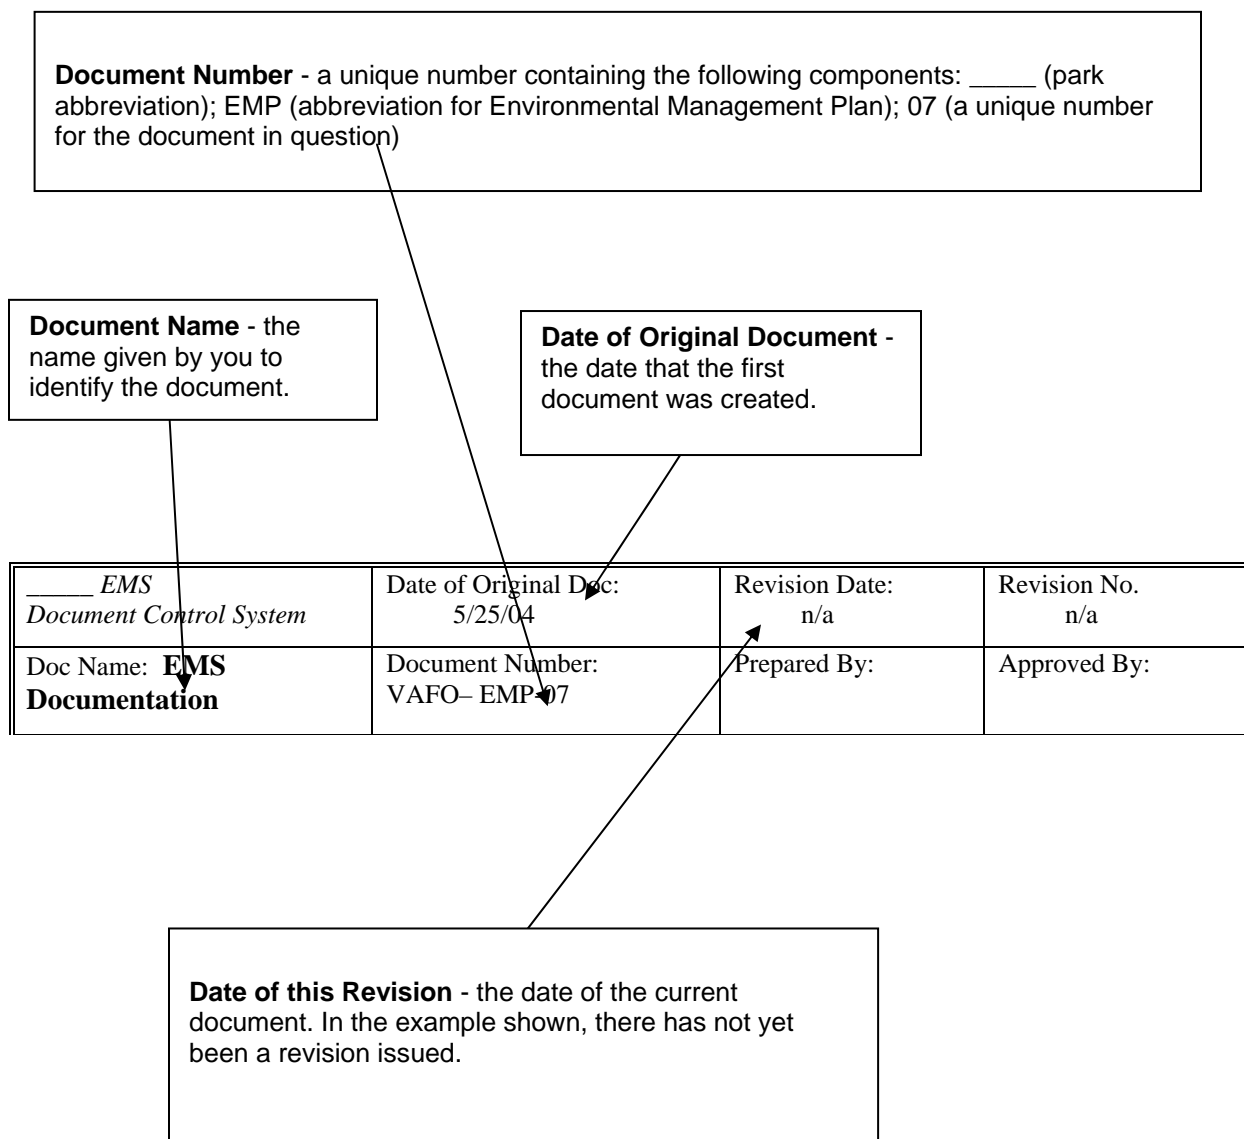 Document Number - a unique number containing the following components: _____ (park
abbreviation); EMP (abbreviation for Environmental Management Plan); 07 (a unique number
for the document in question)
Document Name - the
name given by you to
identify the document.
Date of Original Document -
the date that the first
document was created.
_____ EMS
Document Control System
Date of Original Doc:
5/25/04
Revision Date:
n/a
Revision No.
n/a
Doc Name: EMS
Documentation
Document Number:
VAFO– EMP-07
Prepared By:
Approved By:
Date of this Revision - the date of the current
document. In the example shown, there has not yet
been a revision issued.